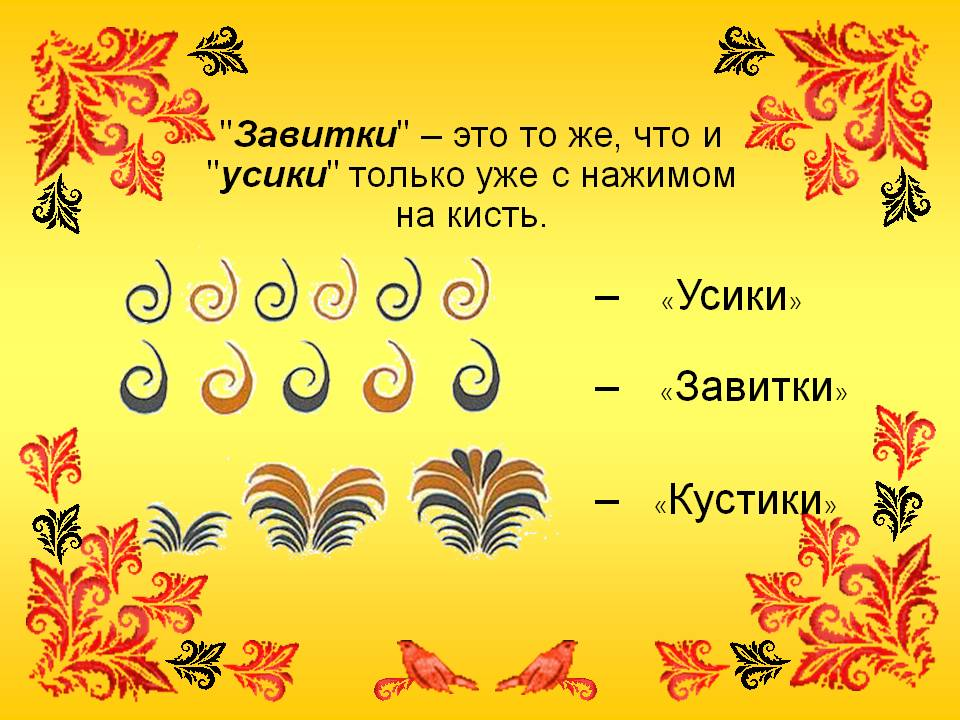 "Завитки" – это то же, что и
"усики" только уже с нажимом
на кисть.
– «Усики»
– «Завитки»
– «Кустики»